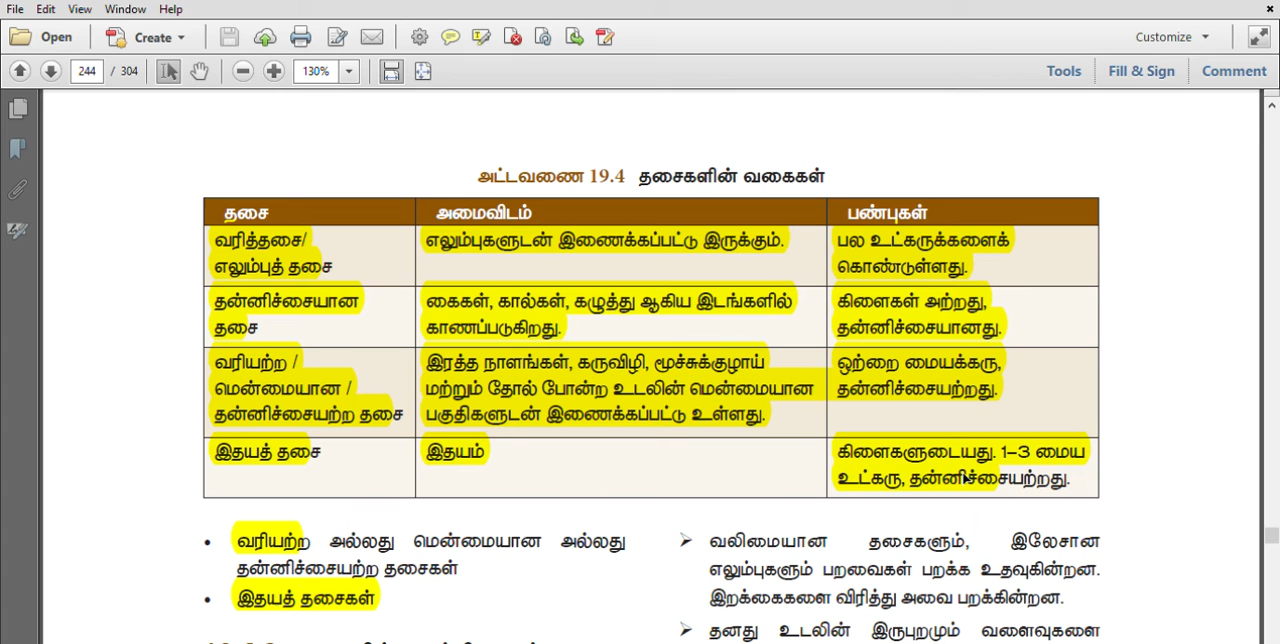 File Edit View Window Help
Open Create Customize
244 / 304 130% Tools Fill & Sign Comment
அட்டவணை 19.4 தசைகளின் வகைகள்
தசை அமைவிடம் பண்புகள்
வரித்தசை/ எலும்புகளுடன் இணைக்கப்பட்டு இருக்கும். பல உட்கருக்களைக்
எலும்புத் தசை கொண்டுள்ளது.
தன்னிச்சையான கைகள், கால்கள், கழுத்து ஆகிய இடங்களில் கிளைகள் அற்றது,
தசை காணப்படுகிறது. தன்னிச்சையானது.
வரியற்ற / இரத்த நாளங்கள், கருவிழி, மூச்சுக்குழாய் ஒற்றை மையக்கரு,
மென்மையான / மற்றும் தோல் போன்ற உடலின் மென்மையான தன்னிச்சையற்றது.
தன்னிச்சையற்ற தசை பகுதிகளுடன் இணைக்கப்பட்டு உள்ளது.
இதயத் தசை இதயம் கிளைகளுடையது. 1–3 மைய
உட்கரு, தன்னிச்சையற்றது.
• வரியற்ற அல்லது மென்மையான அல்லது
தன்னிச்சையற்ற தசைகள்
• இதயத் தசைகள்
➢ வலிமையான தசைகளும், இலேசான
எலும்புகளும் பறவைகள் பறக்க உதவுகின்றன.
இறக்கைகளை விரித்து அவை பறக்கின்றன.
➢ தனது உடலின் இருபுறமும் வளைவுகளை